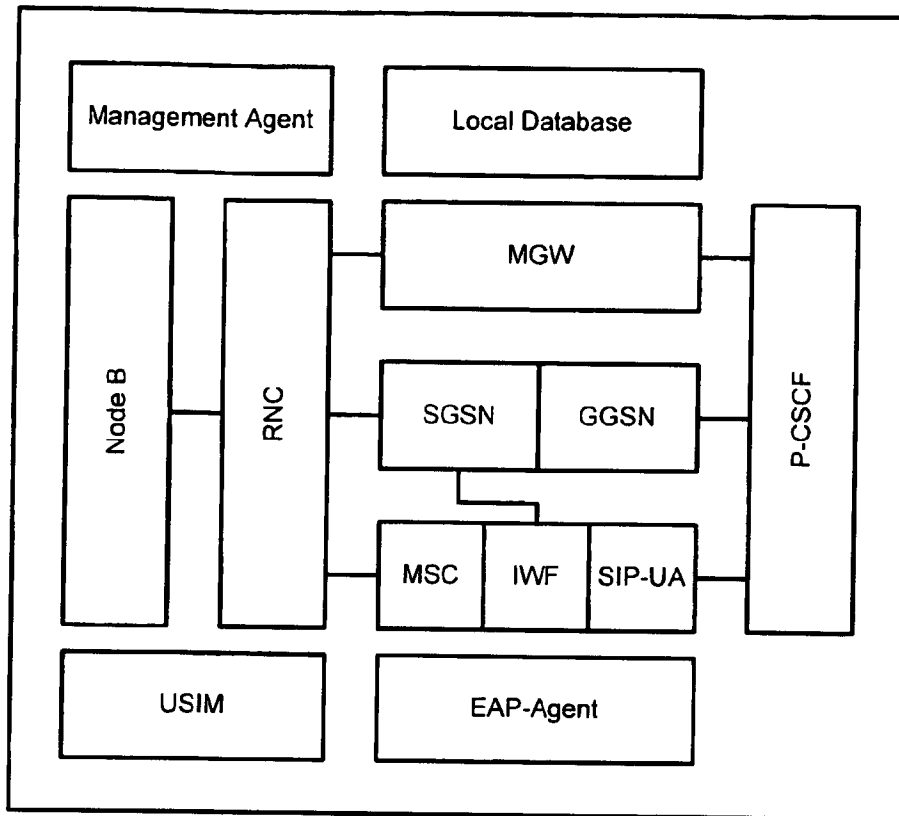 Management Agent
Local Database
Node B
RNC
MGW
SGSN
GGSN
P-CSCF
MSC
IWF
SIP-UA
USIM
EAP-Agent